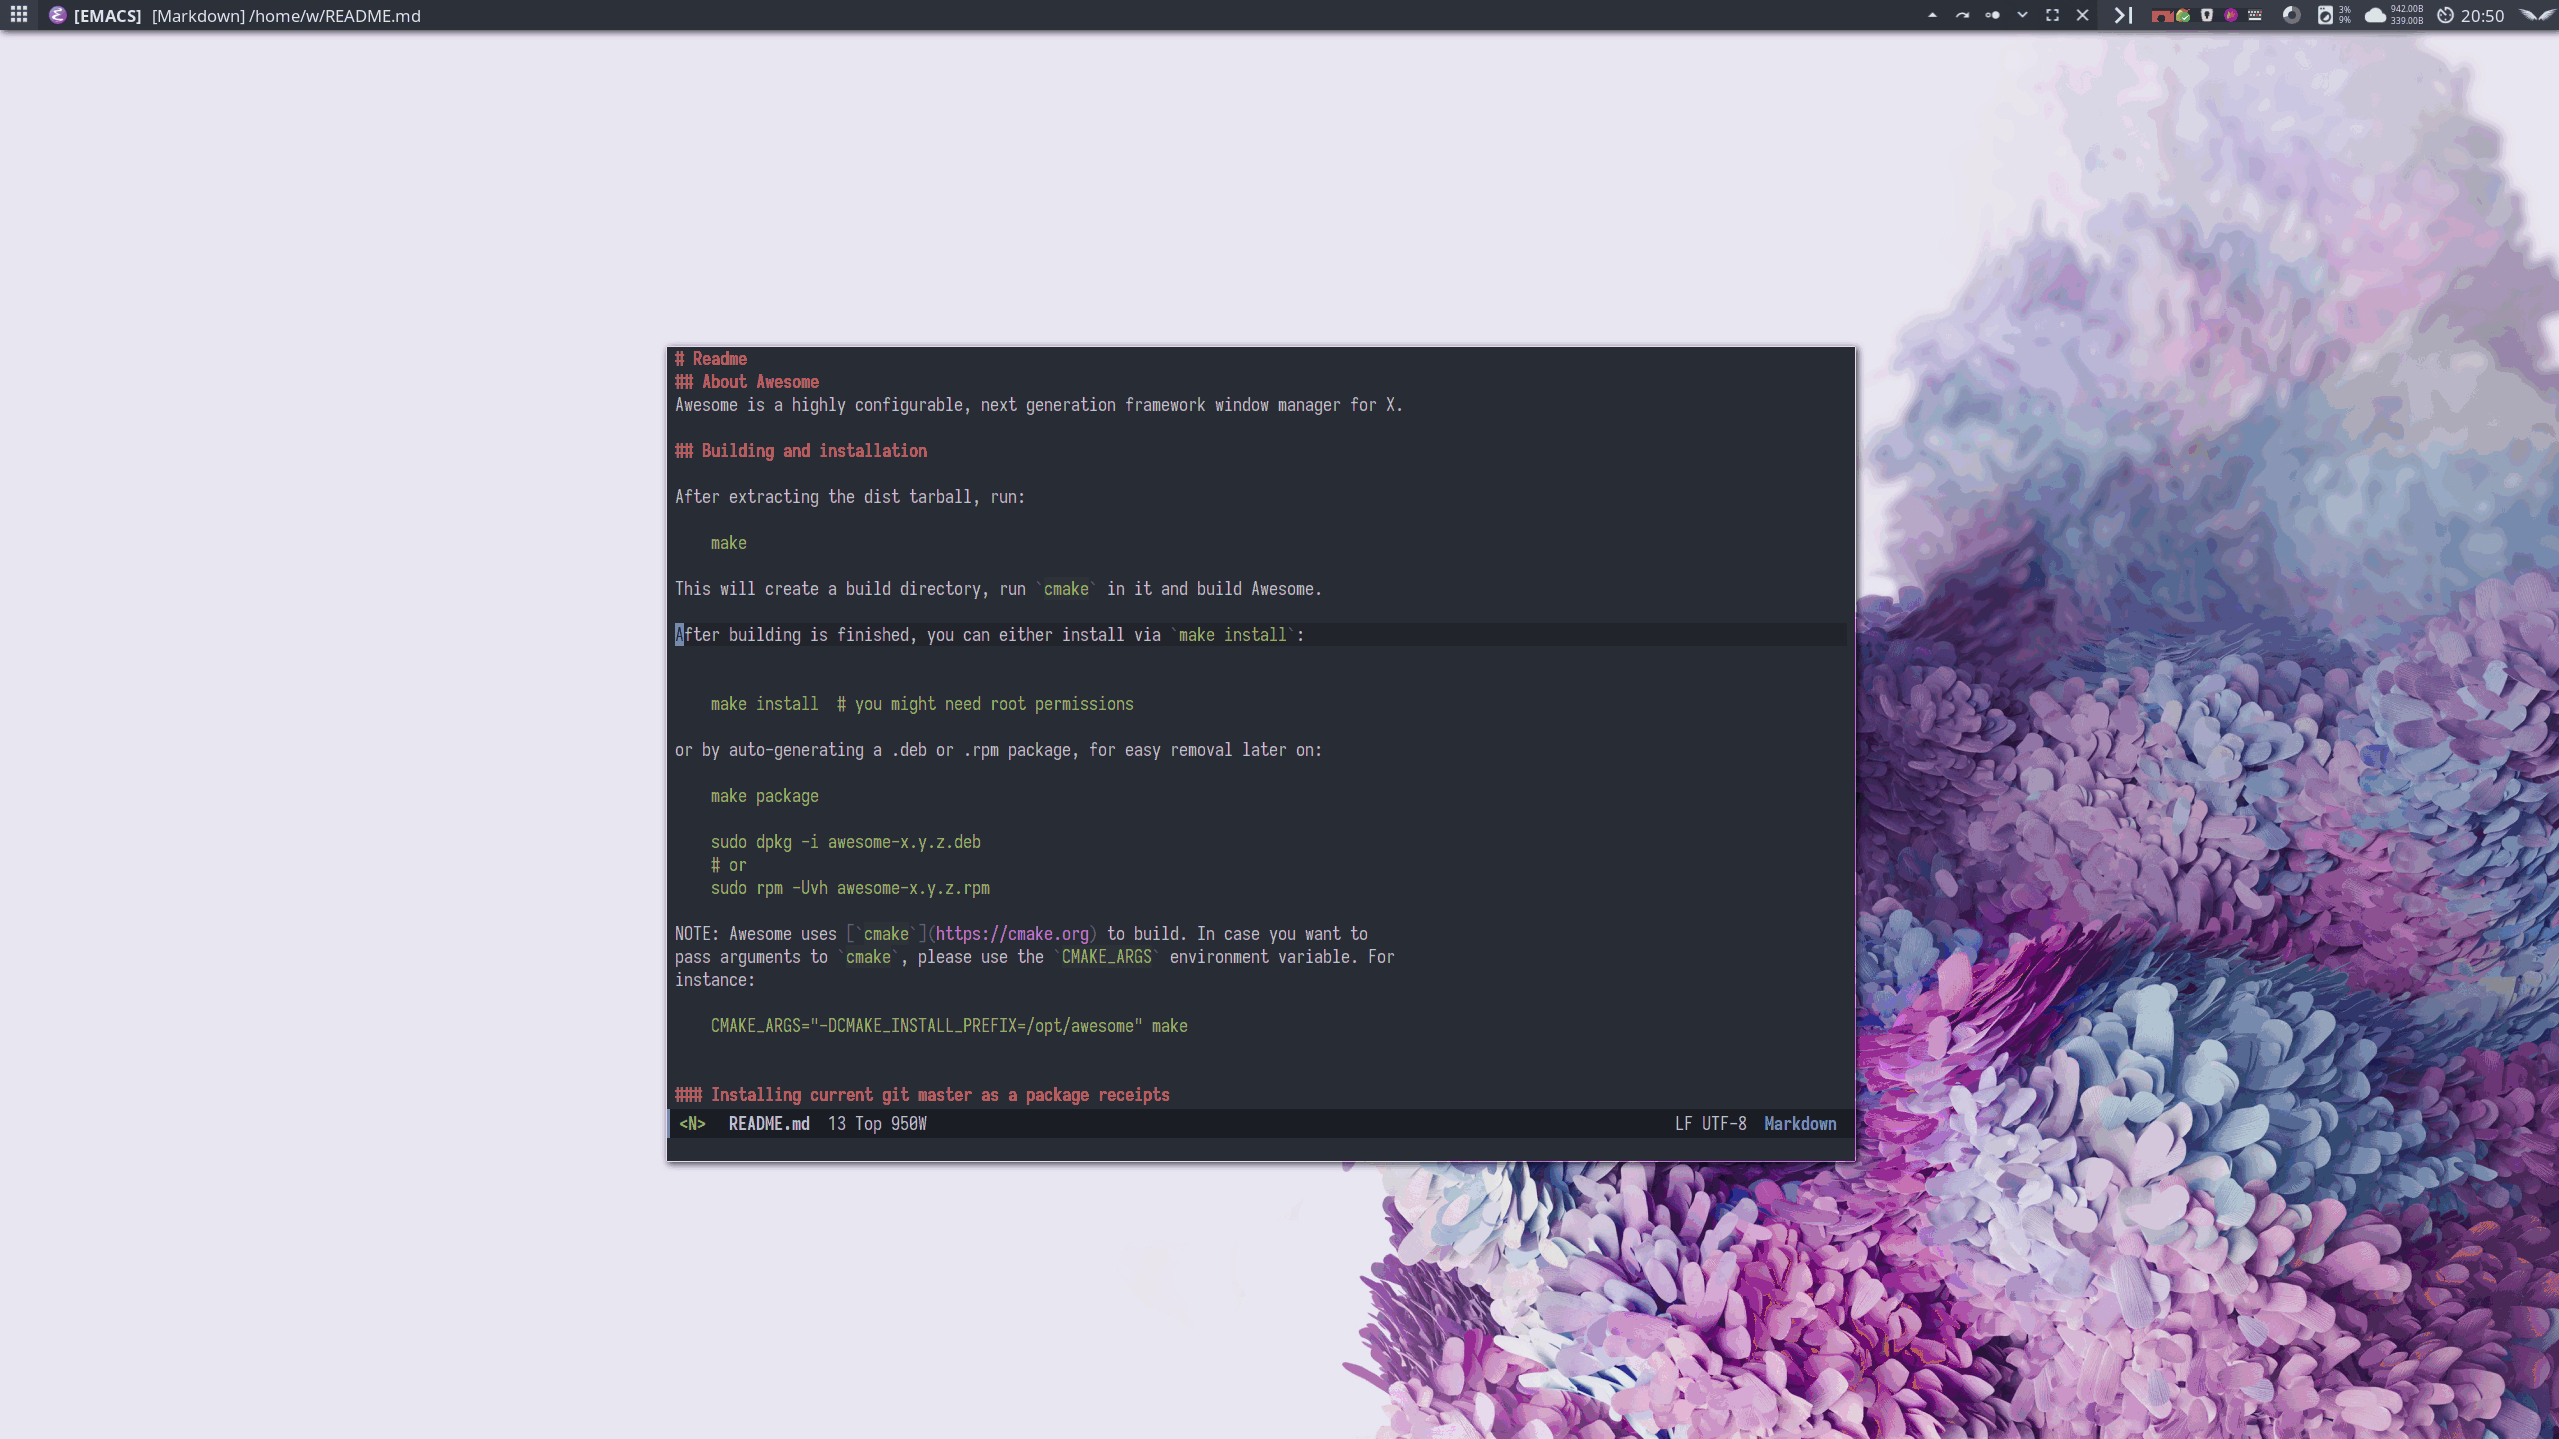 [EMACS] [Markdown] /home/w/README.md
3%
9%
942.00B
339.00B
20:50
# Readme
## About Awesome
Awesome is a highly configurable, next generation framework window manager for X.
## Building and installation
After extracting the dist tarball, run:
make
This will create a build directory, run `cmake` in it and build Awesome.
After building is finished, you can either install via `make install`:
make install  # you might need root permissions
or by auto-generating a .deb or .rpm package, for easy removal later on:
make package
sudo dpkg -i awesome-x.y.z.deb
# or
sudo rpm -Uvh awesome-x.y.z.rpm
NOTE: Awesome uses [`cmake`](https://cmake.org) to build. In case you want to
pass arguments to `cmake`, please use the `CMAKE_ARGS` environment variable. For
instance:
CMAKE_ARGS="-DCMAKE_INSTALL_PREFIX=/opt/awesome" make
### Installing current git master as a package receipts
<N> README.md 13 Top 950W LF UTF-8 Markdown